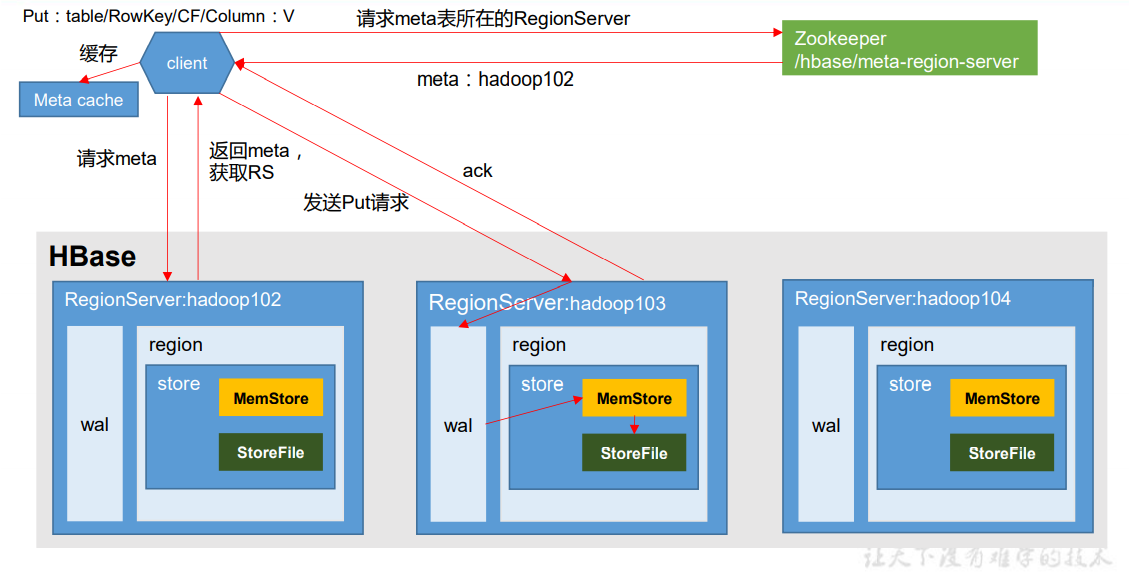 Put：table/RowKey/CF/Column：V
请求meta表所在的RegionServer
Zookeeper
/hbase/meta-region-server
缓存
client
meta：hadoop102
Meta cache
请求meta
返回meta，
获取RS
ack
发送Put请求
HBase
RegionServer:hadoop102
wal
region
store
MemStore
StoreFile
RegionServer:hadoop103
wal
region
store
MemStore
StoreFile
RegionServer:hadoop104
wal
region
store
MemStore
StoreFile
让天下没有难学的技术